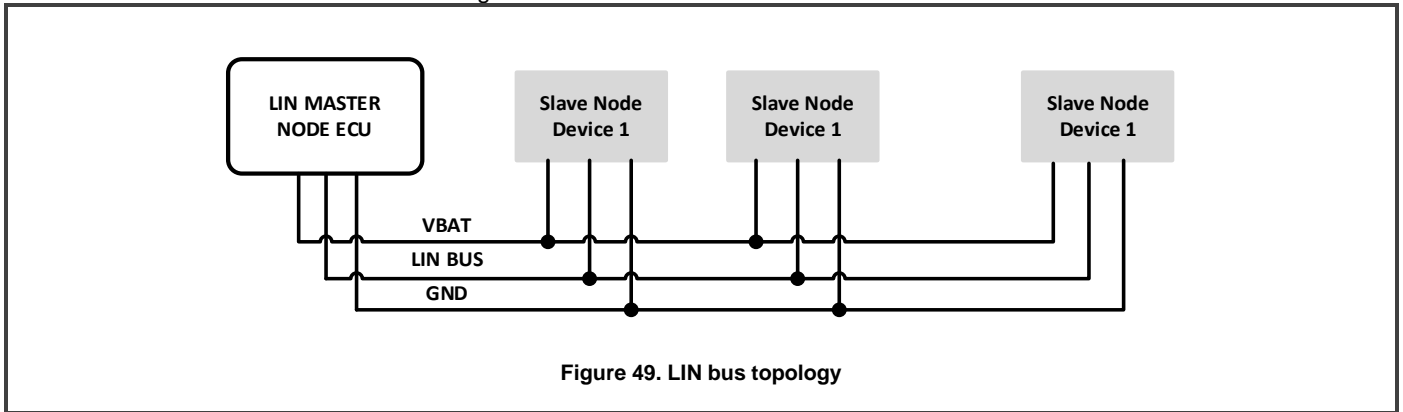 LIN MASTER
NODE ECU
Slave Node
Device 1
Slave Node
Device 1
Slave Node
Device 1
VBAT
LIN BUS
GND
Figure 49. LIN bus topology